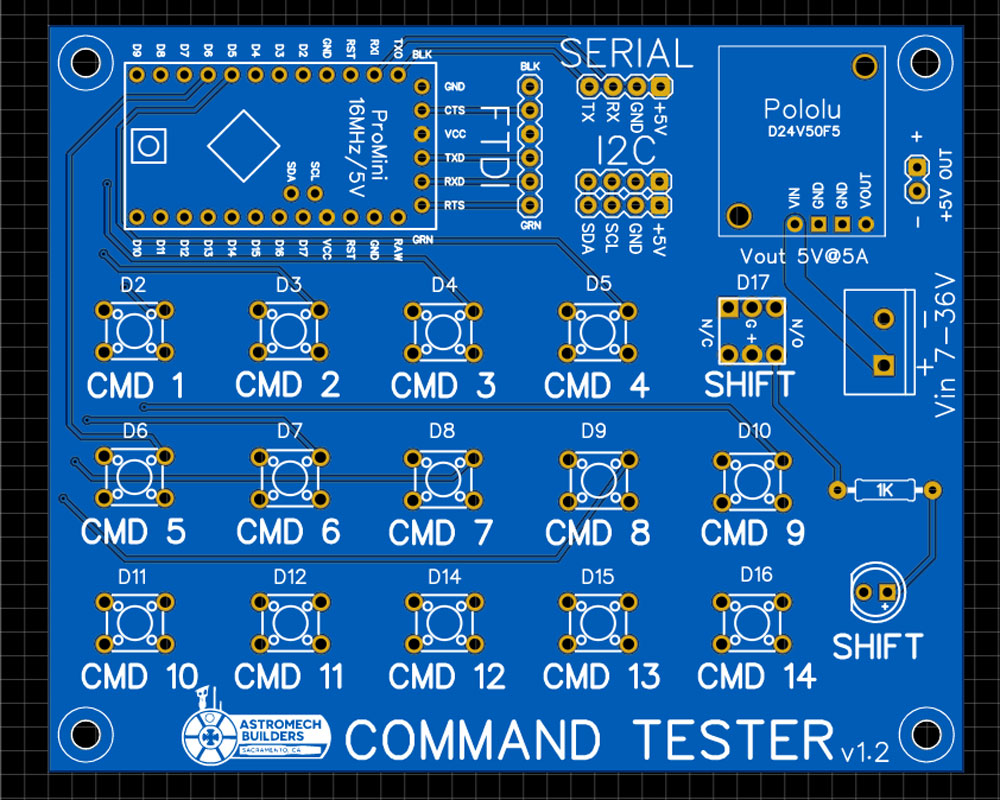 D9 D8 D7 D6 D5 D4 D3 D2 GND RST RXI TXO
BLK
GND
CTS
VCC
TXD
RXD
RTS
GRN
ProMini
16MHz/5V
SDA
SCL
D10 D11 D12 D13 D14 D15 D16 D17 VCC RST GND RAW
FTDI
BLK
GRN
SERIAL
TX RX GND +5V
I2C
SDA SCL GND +5V
Pololu
D24V50F5
VIN GND GND VOUT
Vout 5V@5A
+
-
+5V OUT
D2
CMD 1
D3
CMD 2
D4
CMD 3
D5
CMD 4
D17
N/C
G +
N/O
SHIFT
+ -
Vin 7-36V
D6
CMD 5
D7
CMD 6
D8
CMD 7
D9
CMD 8
D10
CMD 9
1K
D11
CMD 10
D12
CMD 11
D14
CMD 12
D15
CMD 13
D16
CMD 14
+
SHIFT
ASTROMECH
BUILDERS
SACRAMENTO, CA
COMMAND TESTER v1.2